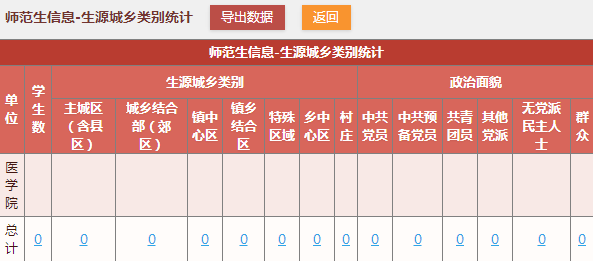 师范生信息-生源城乡类别统计 导出数据 返回
师范生信息-生源城乡类别统计
单位 学生数 生源城乡类别 政治面貌
主城区（含县区） 城乡结合部（郊区） 镇中心区 镇乡结合区 特殊区域 乡中心区 村庄 中共党员 中共预备党员 共青团员 其他党派 无党派民主人士 群众
医学院
总计 0 0 0 0 0 0 0 0 0 0 0 0 0 0